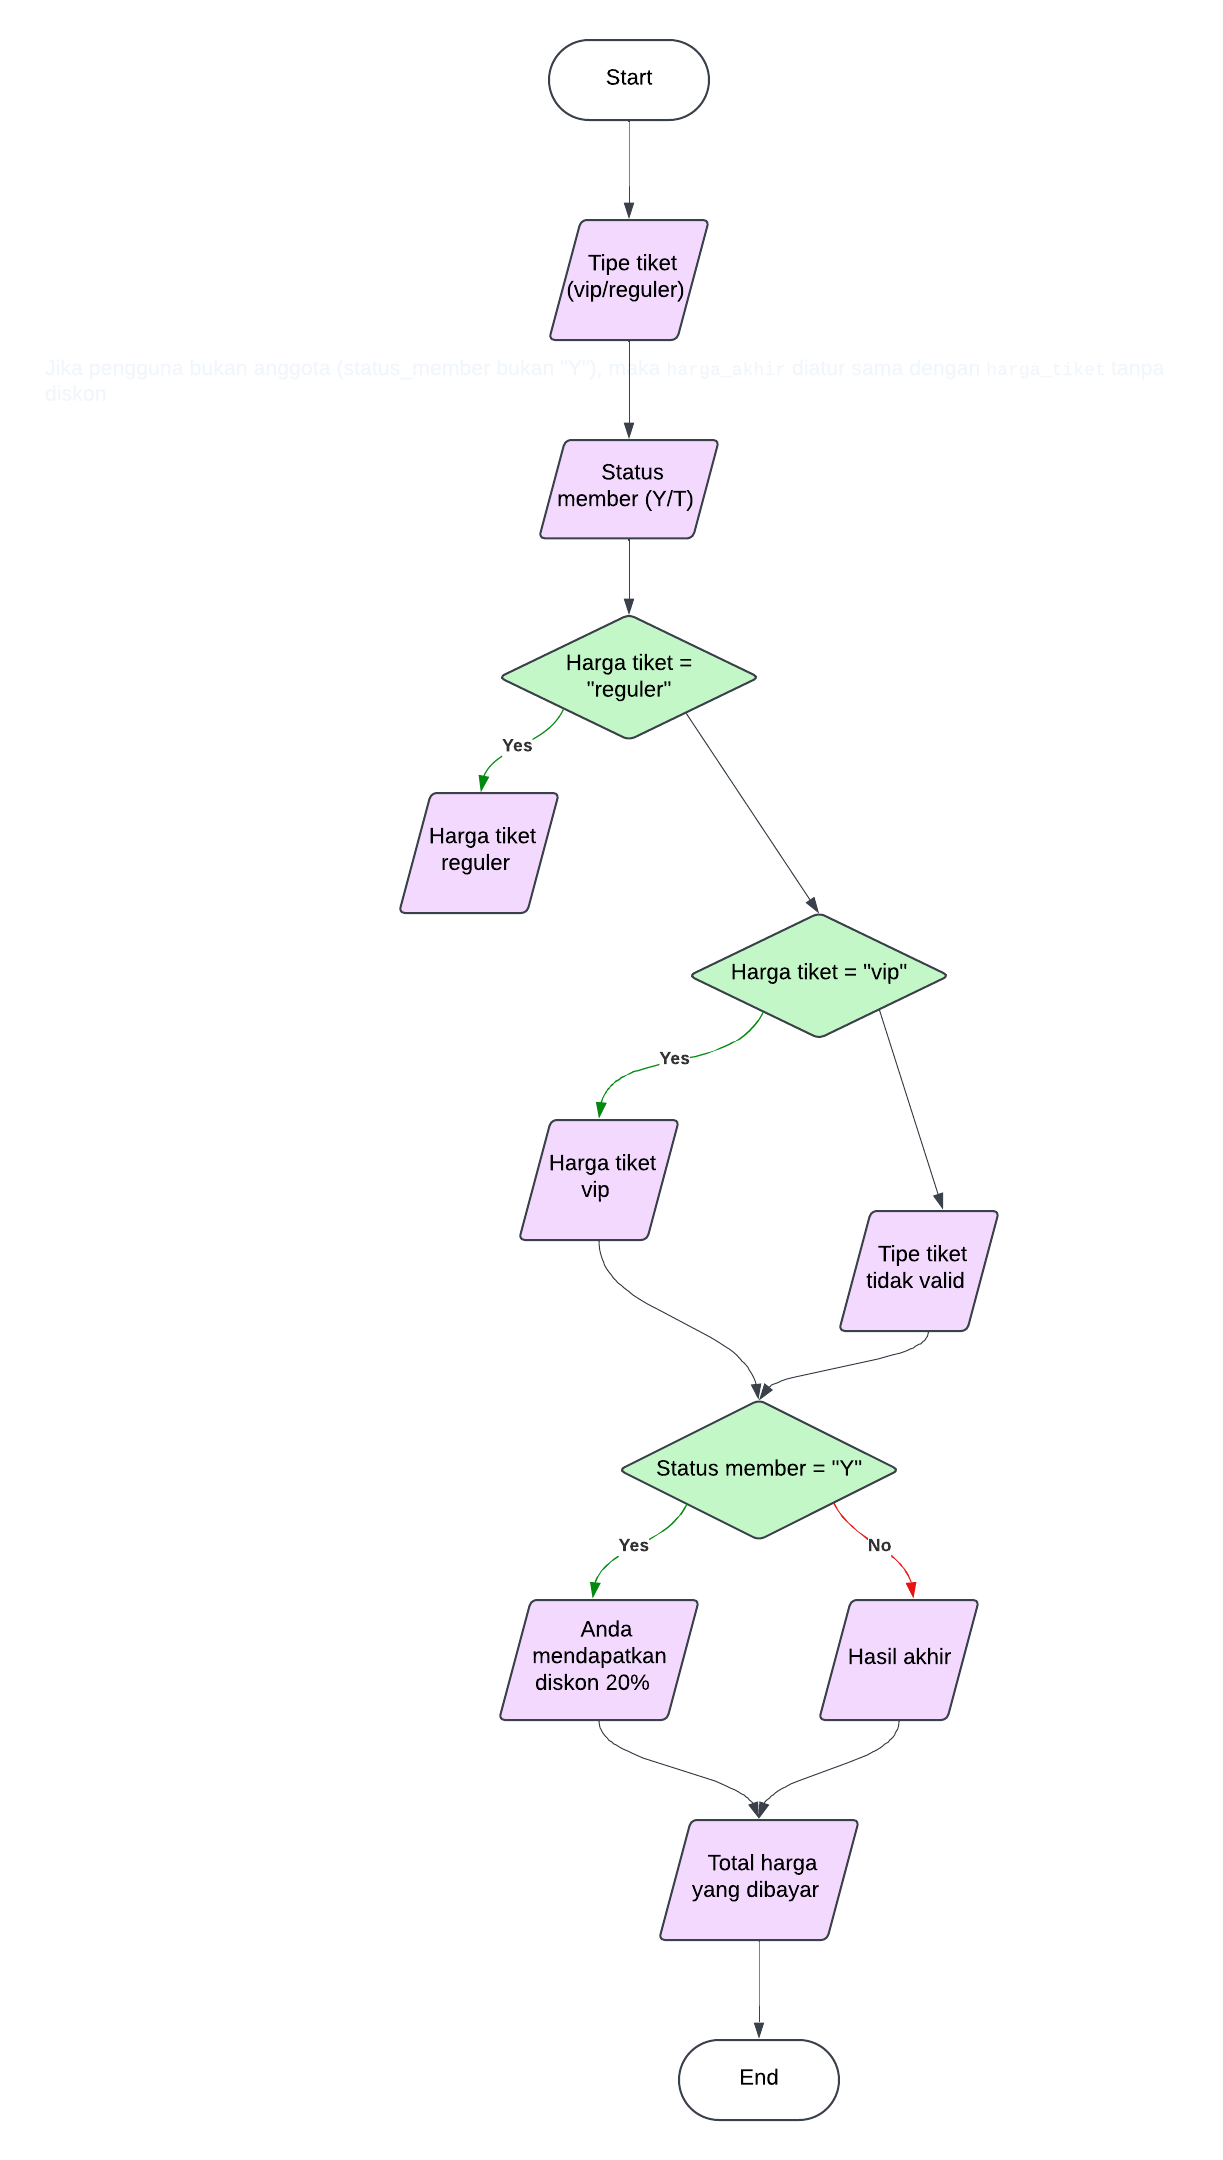 Start
Tipe tiket
(vip/reguler)
Jika pengguna bukan anggota (status_member bukan "Y"), maka harga_akhir diatur sama dengan harga_tiket tanpa
diskon
Status
member (Y/T)
Harga tiket =
"reguler"
Yes
Harga tiket
reguler
Harga tiket = "vip"
Yes
Harga tiket
vip
Tipe tiket
tidak valid
Status member = "Y"
Yes
No
Anda
mendapatkan
diskon 20%
Hasil akhir
Total harga
yang dibayar
End